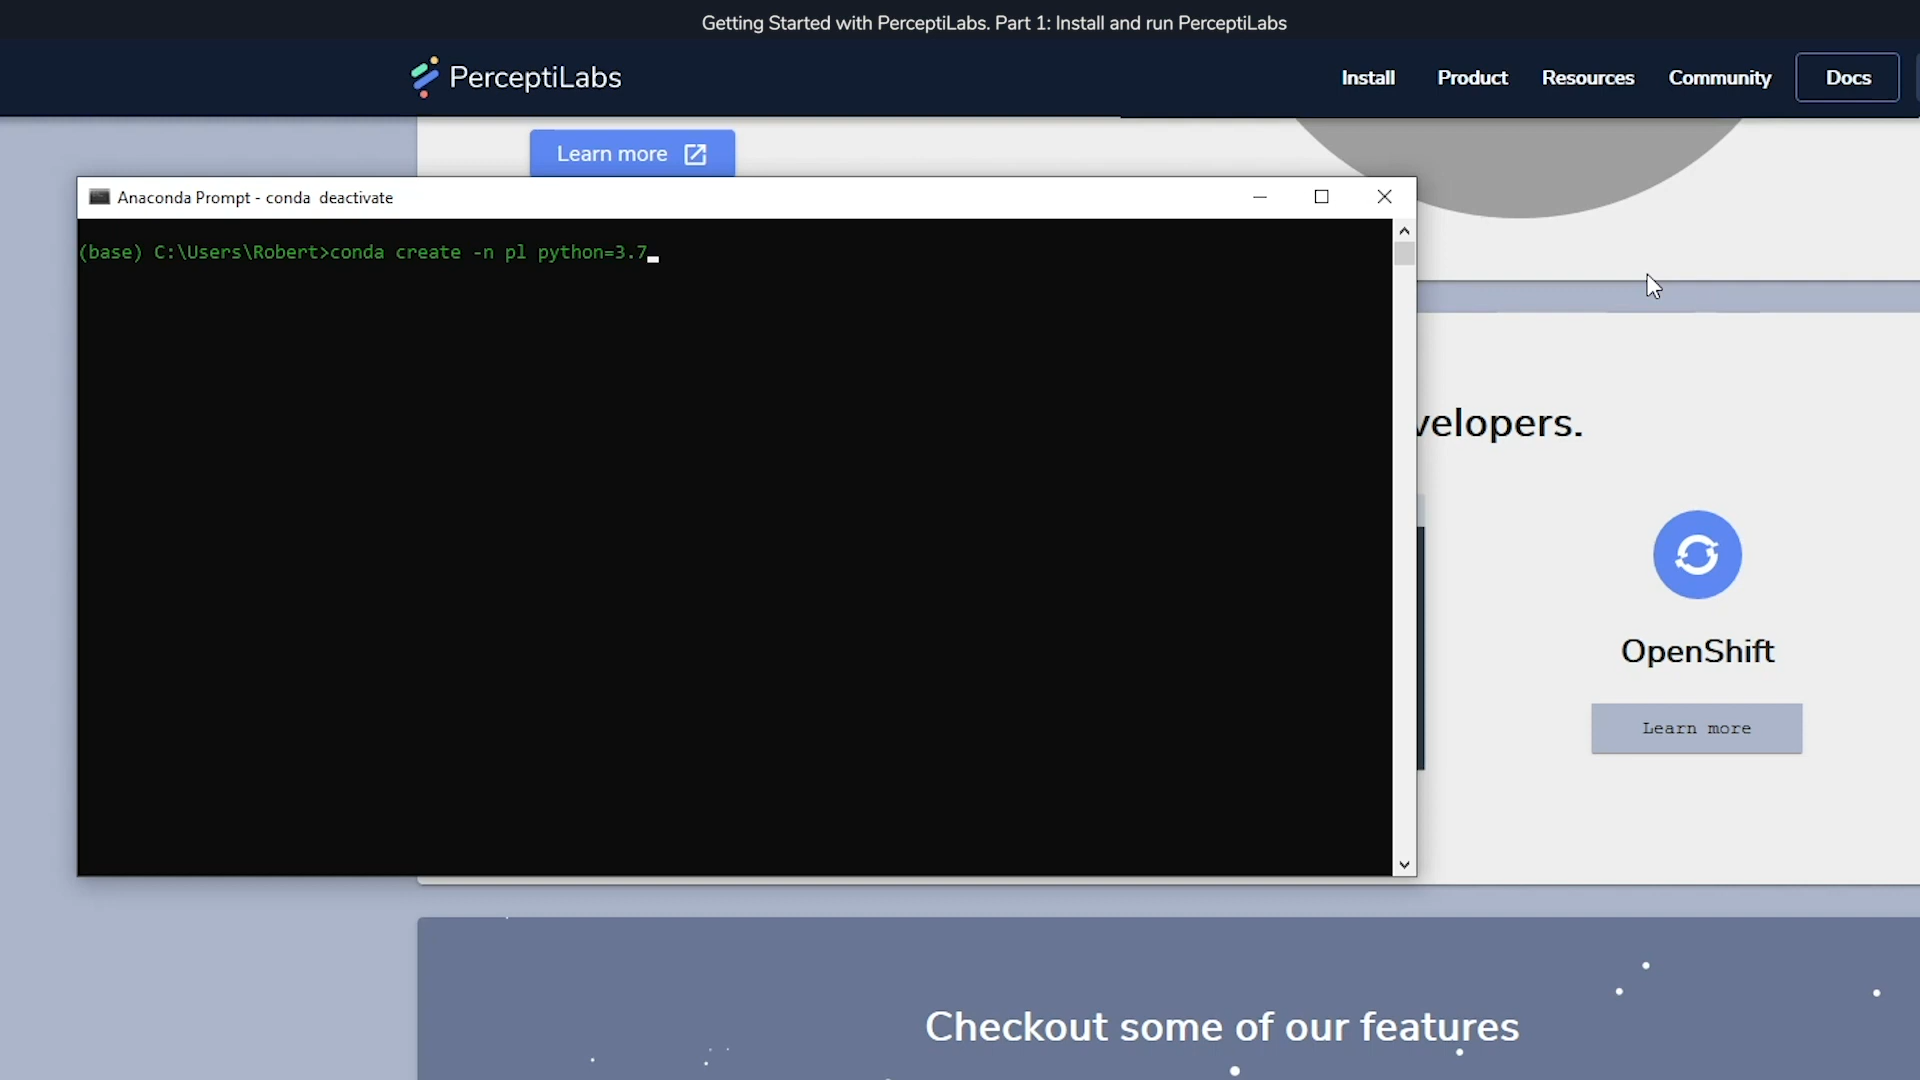 Getting Started with PerceptiLabs. Part 1: Install and run PerceptiLabs
PerceptiLabs
Install
Product
Resources
Community
Docs
Learn more
Anaconda Prompt - conda  deactivate
(base) C:\Users\Robert>conda create -n pl python=3.7
velopers.
OpenShift
Learn more
Checkout some of our features